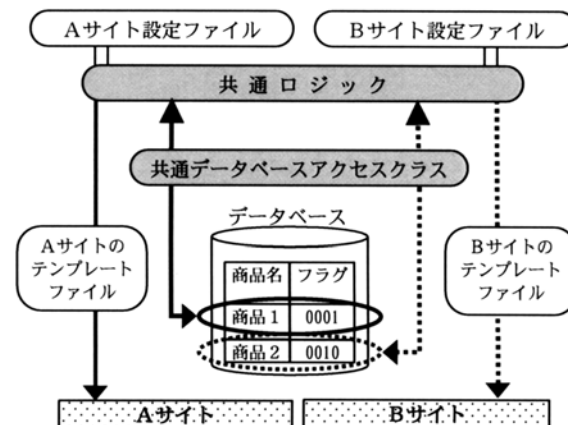 Aサイト設定ファイル
Bサイト設定ファイル
共通ロジック
共通データベースアクセスクラス
データベース
Aサイトの
テンプレート
ファイル
商品名 フラグ
商品1 0001
商品2 0010
Bサイトの
テンプレート
ファイル
Aサイト
Bサイト